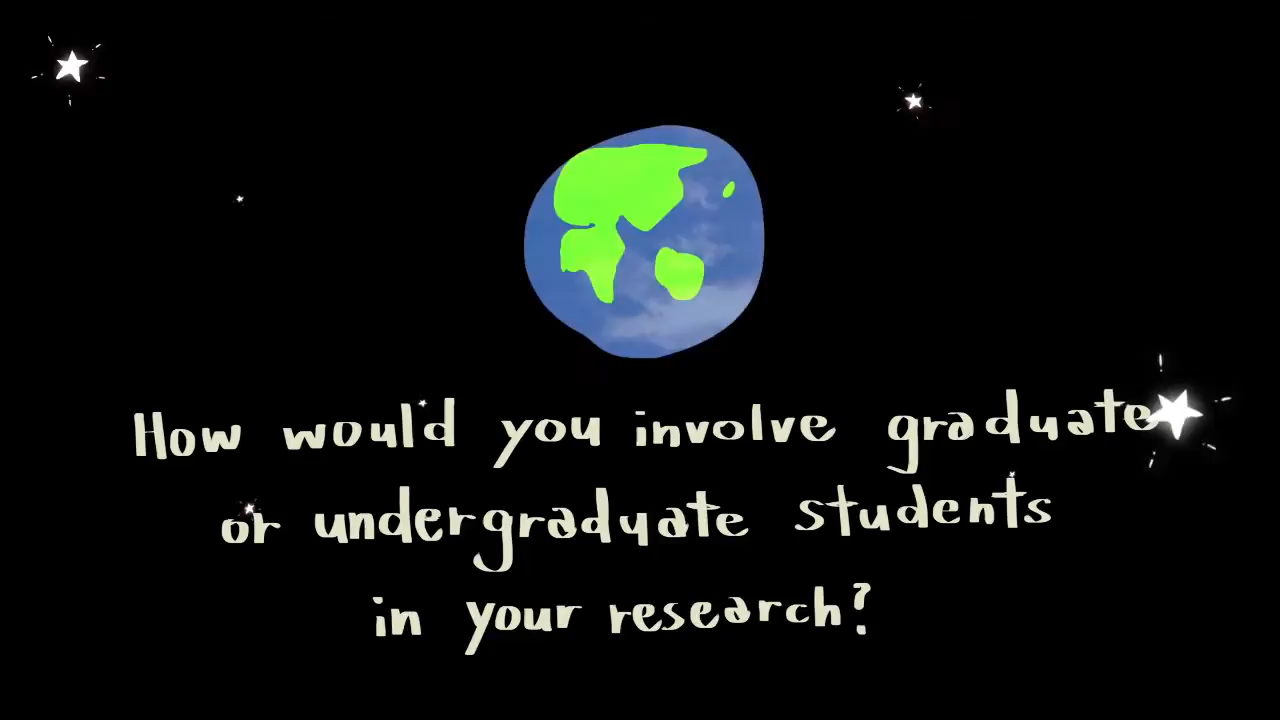 How would you involve graduate
or undergraduate students
in your research?